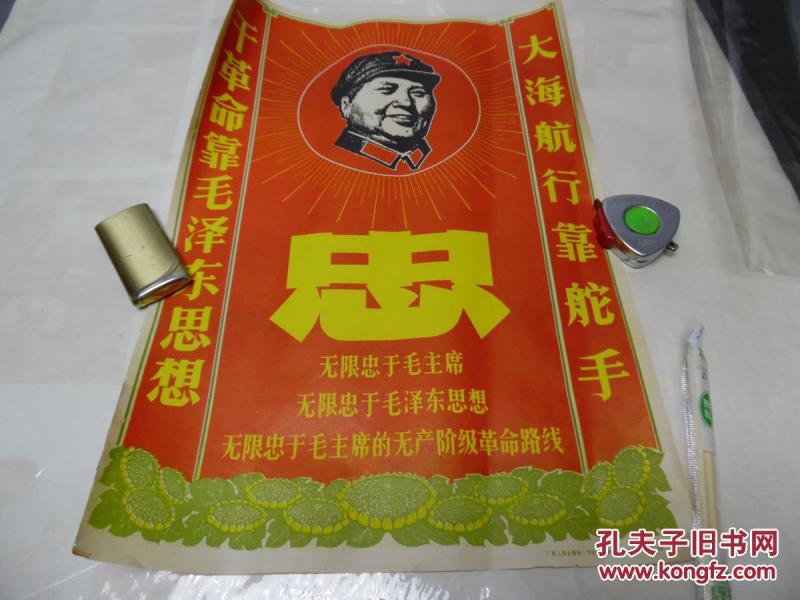 大海航行靠舵手
干革命靠毛泽东思想
忠
无限忠于毛主席
无限忠于毛泽东思想
无限忠于毛主席的无产阶级革命路线
孔夫子旧书网
www.kongfz.com